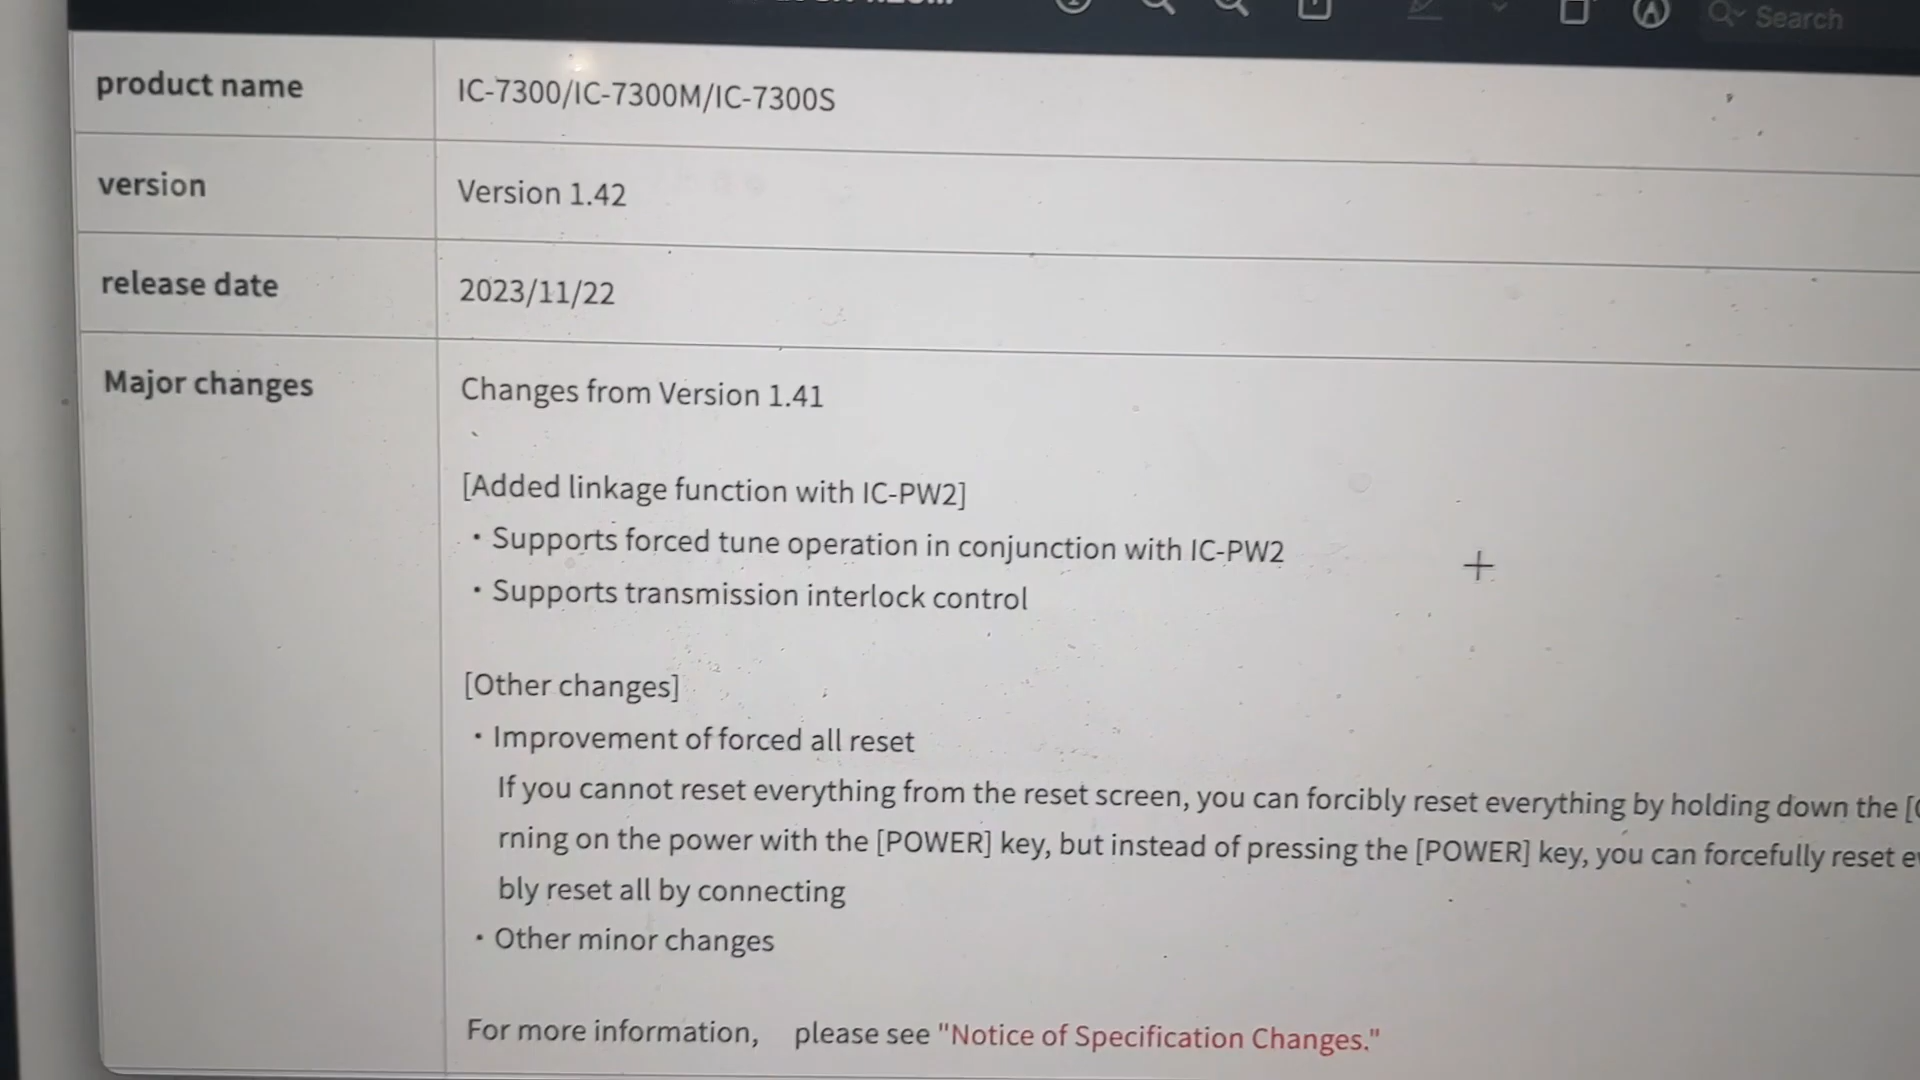 Search
product name
IC-7300/IC-7300M/IC-7300S
version
Version 1.42
release date
2023/11/22
Major changes
Changes from Version 1.41
[Added linkage function with IC-PW2]
・Supports forced tune operation in conjunction with IC-PW2
・Supports transmission interlock control
[Other changes]
・Improvement of forced all reset
If you cannot reset everything from the reset screen, you can forcibly reset everything by holding down the
rning on the power with the [POWER] key, but instead of pressing the [POWER] key, you can forcefully reset
bly reset all by connecting
・Other minor changes
For more information, please see "Notice of Specification Changes."